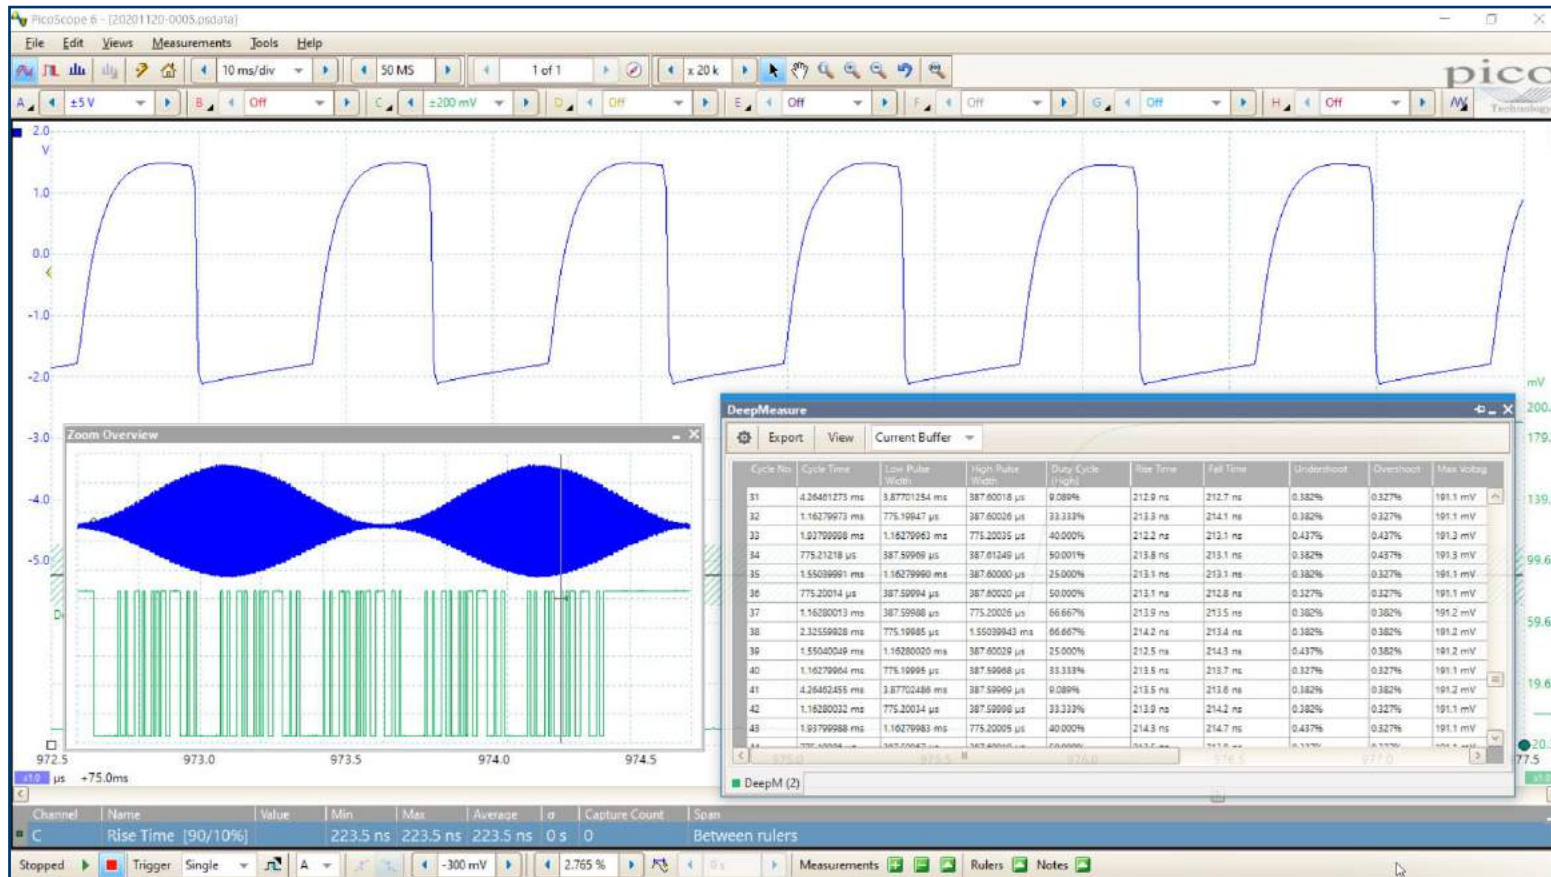 PicoScope 6 - [20201120-0005.psdata]
File Edit Views Measurements Tools Help
10 ms/div 50 MS 1 of 1 x 20 k
pico
Technology
A ±5 V B Off C ±200 mV D Off E Off F Off G Off H Off
2.0
V
1.0
0.0
-1.0
-2.0
-3.0
-4.0
-5.0
mV
200.
179.
139.
99.6
59.6
19.6
Zoom Overview
DeepMeasure
Export View Current Buffer
Cycle No Cycle Time Low Pulse Width High Pulse Width Duty Cycle (High) Rise Time Fall Time Undershoot Overshoot Max Voltag
31 4.26461273 ms 3.87701254 ms 387.60018 µs 9.089% 212.9 ns 212.7 ns 0.382% 0.327% 191.1 mV
32 1.16279973 ms 775.19947 µs 387.60026 µs 33.333% 213.3 ns 214.1 ns 0.382% 0.327% 191.1 mV
33 1.93799998 ms 1.16279963 ms 775.20035 µs 40.000% 212.2 ns 213.1 ns 0.437% 0.437% 191.3 mV
34 775.21218 µs 387.59969 µs 387.61249 µs 50.001% 213.8 ns 213.1 ns 0.382% 0.437% 191.3 mV
35 1.55039991 ms 1.16279990 ms 387.60000 µs 25.000% 213.1 ns 213.1 ns 0.382% 0.327% 191.1 mV
36 775.20014 µs 387.59994 µs 387.60020 µs 50.000% 213.1 ns 212.8 ns 0.327% 0.327% 191.1 mV
37 1.16280013 ms 387.59988 µs 775.20026 µs 66.667% 213.9 ns 213.5 ns 0.382% 0.382% 191.2 mV
38 2.32559928 ms 775.19985 µs 1.55039943 ms 66.667% 214.2 ns 213.4 ns 0.382% 0.382% 191.2 mV
39 1.55040049 ms 1.16280020 ms 387.60029 µs 25.000% 212.5 ns 214.3 ns 0.437% 0.382% 191.2 mV
40 1.16279964 ms 775.19995 µs 387.59968 µs 33.333% 213.5 ns 213.7 ns 0.327% 0.327% 191.1 mV
41 4.26462455 ms 3.87702486 ms 387.59969 µs 9.089% 213.5 ns 213.6 ns 0.382% 0.382% 191.2 mV
42 1.16280032 ms 775.20034 µs 387.59998 µs 33.333% 213.9 ns 214.2 ns 0.382% 0.327% 191.1 mV
43 1.93799988 ms 1.16279983 ms 775.20005 µs 40.000% 214.3 ns 214.7 ns 0.437% 0.327% 191.1 mV
DeepM (2)
972.5 973.0 973.5 974.0 974.5 975.0 975.5 976.0 976.5 977.0 77.5
x1.0 µs +75.0ms
Channel Name Value Min Max Average σ Capture Count Span
C Rise Time [90/10%] 223.5 ns 223.5 ns 223.5 ns 0 s 0 Between rulers
Stopped Trigger Single A -300 mV 2.765 % 0 s Measurements Rulers Notes